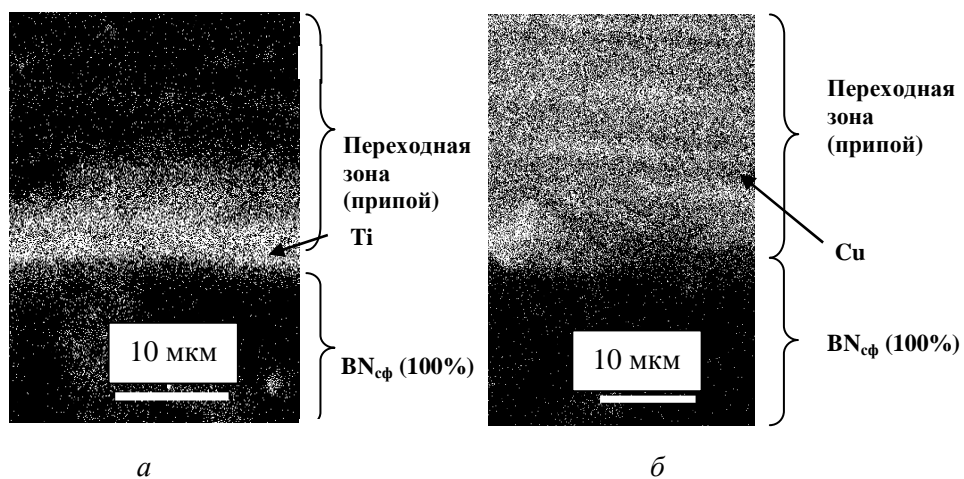 Переходная
зона
(припой)
Ti
10 мкм
BNсф (100%)
а
Переходная
зона
(припой)
Cu
10 мкм
BNсф (100%)
б